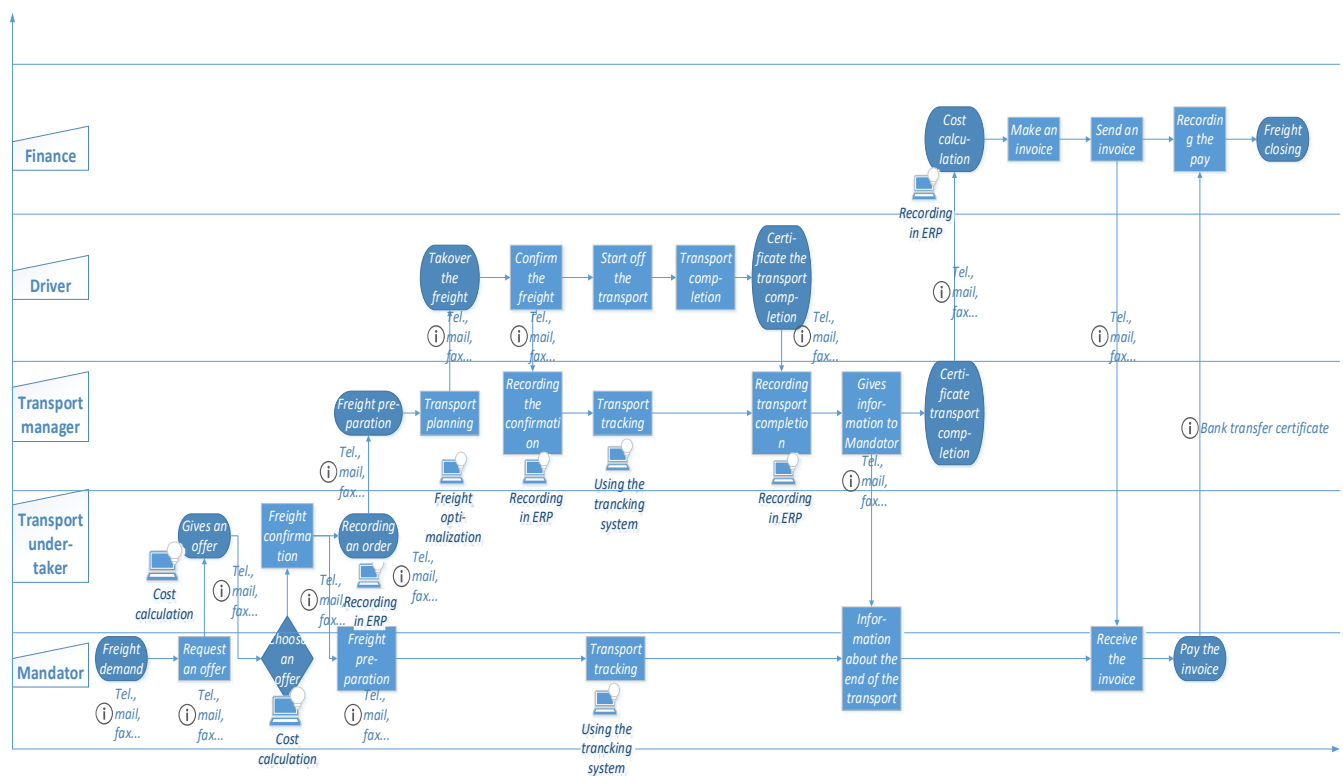 Finance
Cost
calcu-
lation
Make an
invoice
Send an
invoice
Recordin
g the
pay
Freight
closing
Recording
in ERP
Driver
Takover
the
freight
Confirm
the
freight
Start off
the
transport
Transport
comp-
letion
Certi-
ficate the
transport
comp-
letion
Tel.,
mail,
fax...
Tel.,
mail,
fax...
Tel.,
mail,
fax...
Tel.,
mail,
fax...
Tel.,
mail,
fax...
Transport
manager
Freight pre-
paration
Transport
planning
Recording
the
confirmati
on
Transport
tracking
Recording
transport
completio
n
Gives
infor-
mation to
Mandator
Certi-
ficate
transport
comp-
letion
Bank transfer certificate
Tel.,
mail,
fax...
Freight
opti-
malization
Recording
in ERP
Using the
trancking
system
Recording
in ERP
Tel.,
mail,
fax...
Transport
under-
taker
Gives an
offer
Freight
confirma
tion
Recording
an order
Cost
calculation
Tel.,
mail,
fax...
Tel.,
mail,
fax...
Recording
in ERP
Tel.,
mail,
fax...
Mandator
Freight
demand
Request
an offer
Choose
an
offer
Freight
pre-
paration
Transport
tracking
Infor-
mation
about the
end of the
transport
Receive
the
invoice
Pay the
invoice
Tel.,
mail,
fax...
Tel.,
mail,
fax...
Cost
calculation
Tel.,
mail,
fax...
Using the
trancking
system